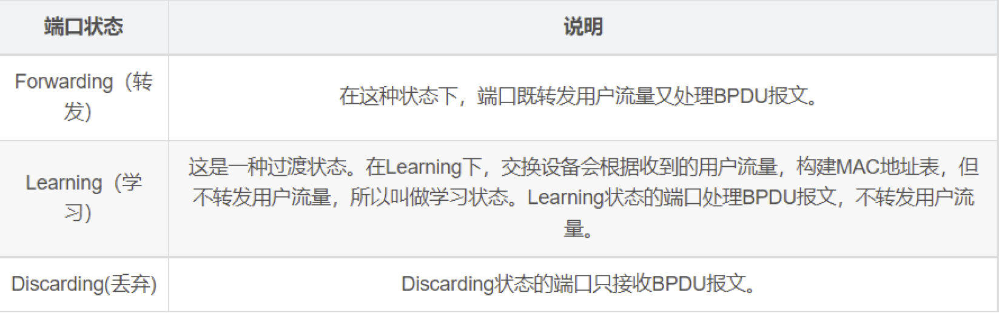 端口状态
说明
Forwarding（转
发）
在这种状态下，端口既转发用户流量又处理BPDU报文。
Learning（学
习）
这是一种过渡状态。在Learning下，交换设备会根据收到的用户流量，构建MAC地址表，但
不转发用户流量，所以叫做学习状态。Learning状态的端口处理BPDU报文，不转发用户流
量。
Discarding(丢弃)
Discarding状态的端口只接收BPDU报文。